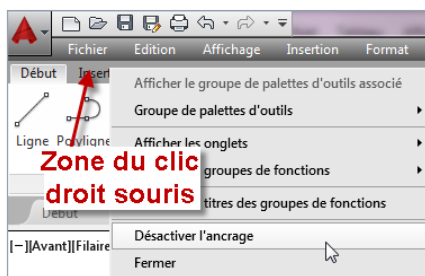 Fichier Edition Affichage Insertion Format
Début Insert
Afficher le groupe de palettes d'outils associé
Groupe de palettes d'outils
Ligne Polyligne
Afficher les onglets
Zone du clic
droit souris
groupes de fonctions
titres des groupes de fonctions
Début
Désactiver l'ancrage
[−][Avant][Filaire
Fermer